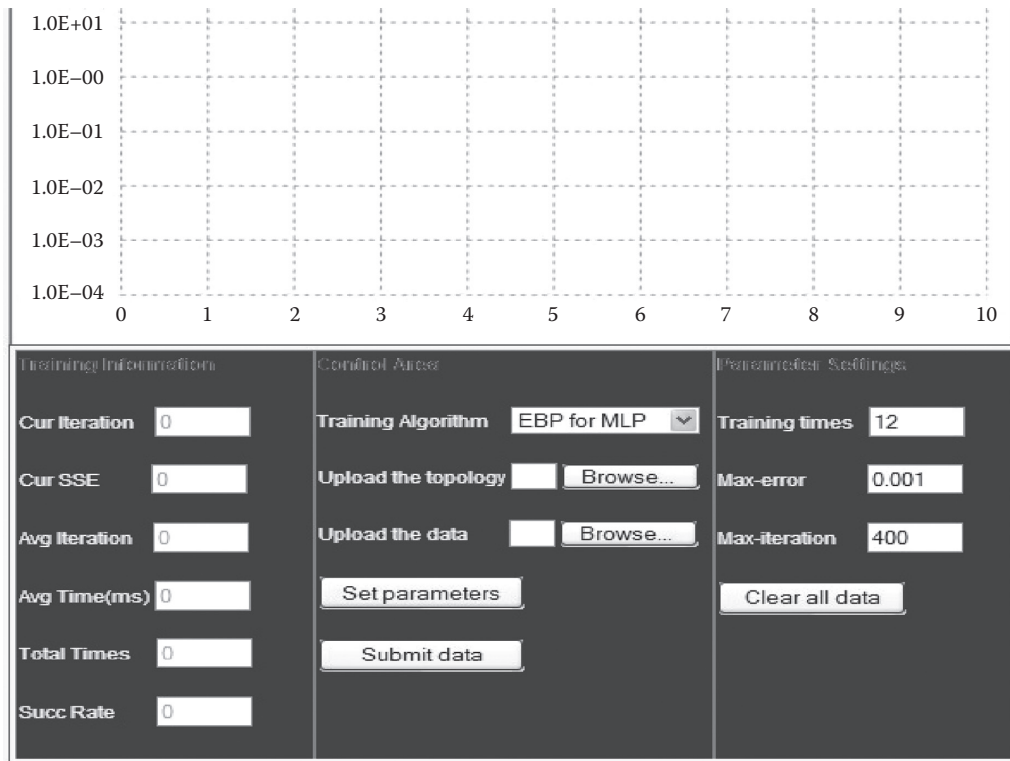 1.0E+01
1.0E–00
1.0E–01
1.0E–02
1.0E–03
1.0E–04
0 1 2 3 4 5 6 7 8 9 10
Training Information
Cur Iteration 0
Cur SSE 0
Avg Iteration 0
Avg Time(ms) 0
Total Times 0
Succ Rate 0
Control Area
Training Algorithm EBP for MLP
Upload the topology Browse...
Upload the data Browse...
Set parameters
Submit data
Parameter Settings
Training times 12
Max-error 0.001
Max-iteration 400
Clear all data